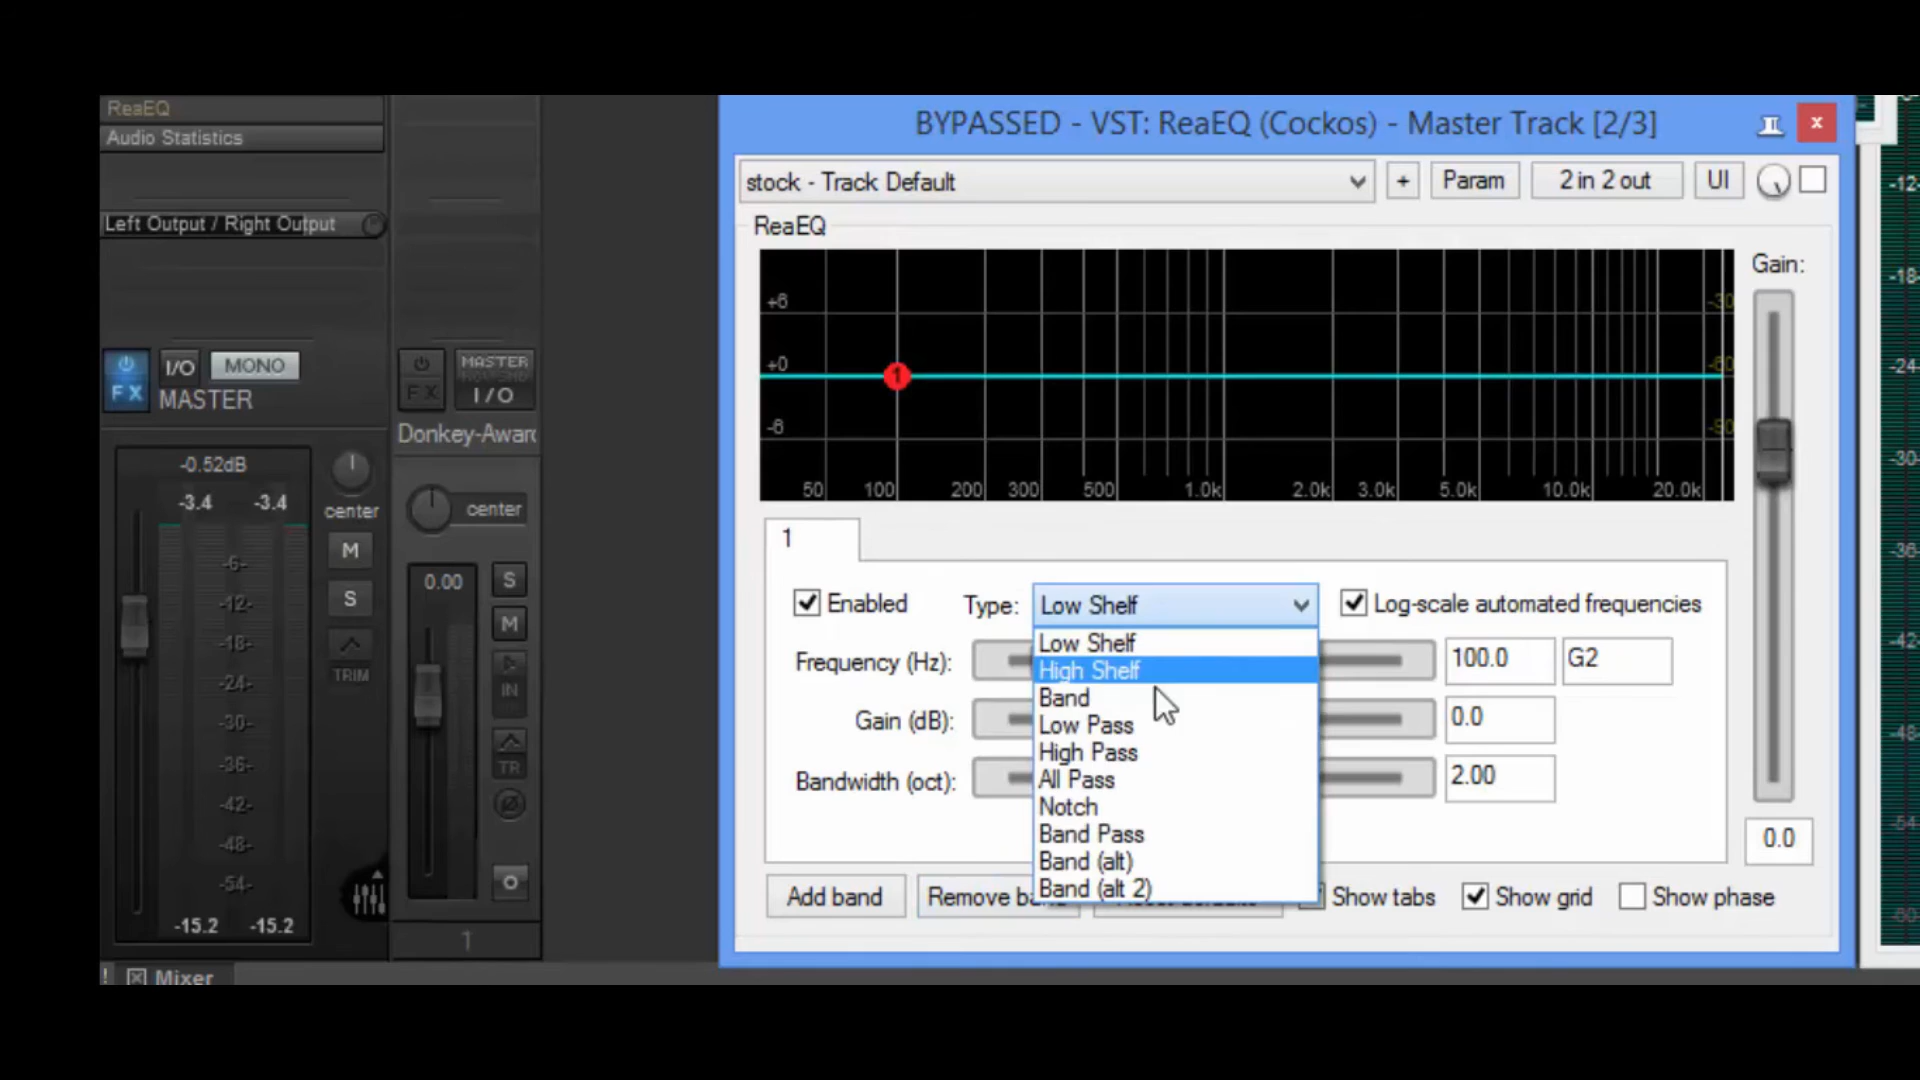 ReaEQ
Audio Statistics
Left Output / Right Output
FX
I/O
MONO
MASTER
-0.52dB
-3.4 -3.4
center
M
S
TRIM
-6-
-12-
-18-
-24-
-30-
-36-
-42-
-48-
-54-
-15.2 -15.2
Mixer
FX
MASTER
I/O
Donkey-Award
center
0.00
S
M
IN
TR
1
BYPASSED - VST: ReaEQ (Cockos) - Master Track [2/3]
x
stock - Track Default
+
Param
2 in 2 out
UI
ReaEQ
Gain:
+6
+0
-6
-30
-60
-90
1
50 100 200 300 500 1.0k 2.0k 3.0k 5.0k 10.0k 20.0k
1
Enabled
Type:
Low Shelf
Log-scale automated frequencies
Low Shelf
High Shelf
Band
Low Pass
High Pass
All Pass
Notch
Band Pass
Band (alt)
Band (alt 2)
Frequency (Hz):
100.0
G2
Gain (dB):
0.0
Bandwidth (oct):
2.00
0.0
Add band
Remove
Show tabs
Show grid
Show phase
-12-
-18-
-24-
-30-
-36-
-42-
-48-
-54-
-60-